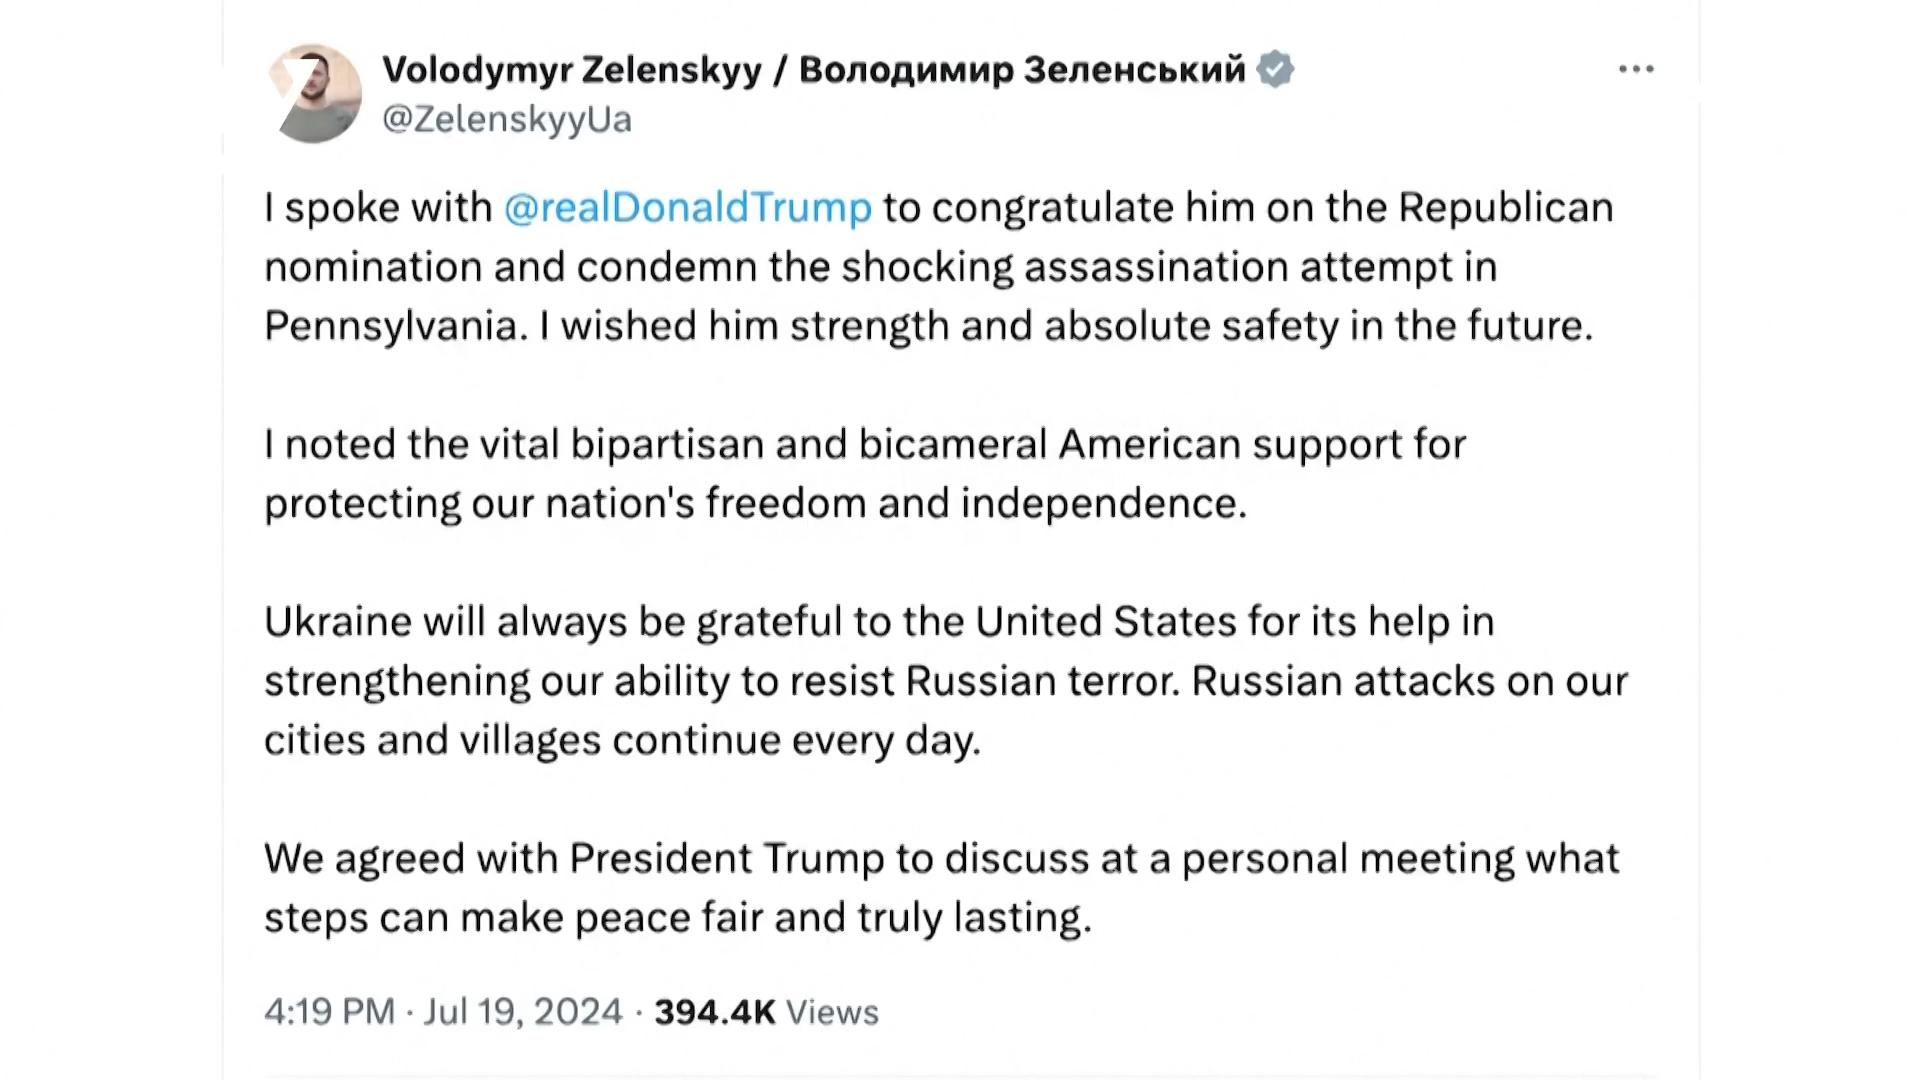 Volodymyr Zelenskyy / Володимир Зеленський
@ZelenskyyUa
I spoke with @realDonaldTrump to congratulate him on the Republican
nomination and condemn the shocking assassination attempt in
Pennsylvania. I wished him strength and absolute safety in the future.
I noted the vital bipartisan and bicameral American support for
protecting our nation's freedom and independence.
Ukraine will always be grateful to the United States for its help in
strengthening our ability to resist Russian terror. Russian attacks on our
cities and villages continue every day.
We agreed with President Trump to discuss at a personal meeting what
steps can make peace fair and truly lasting.
4:19 PM · Jul 19, 2024 · 394.4K Views